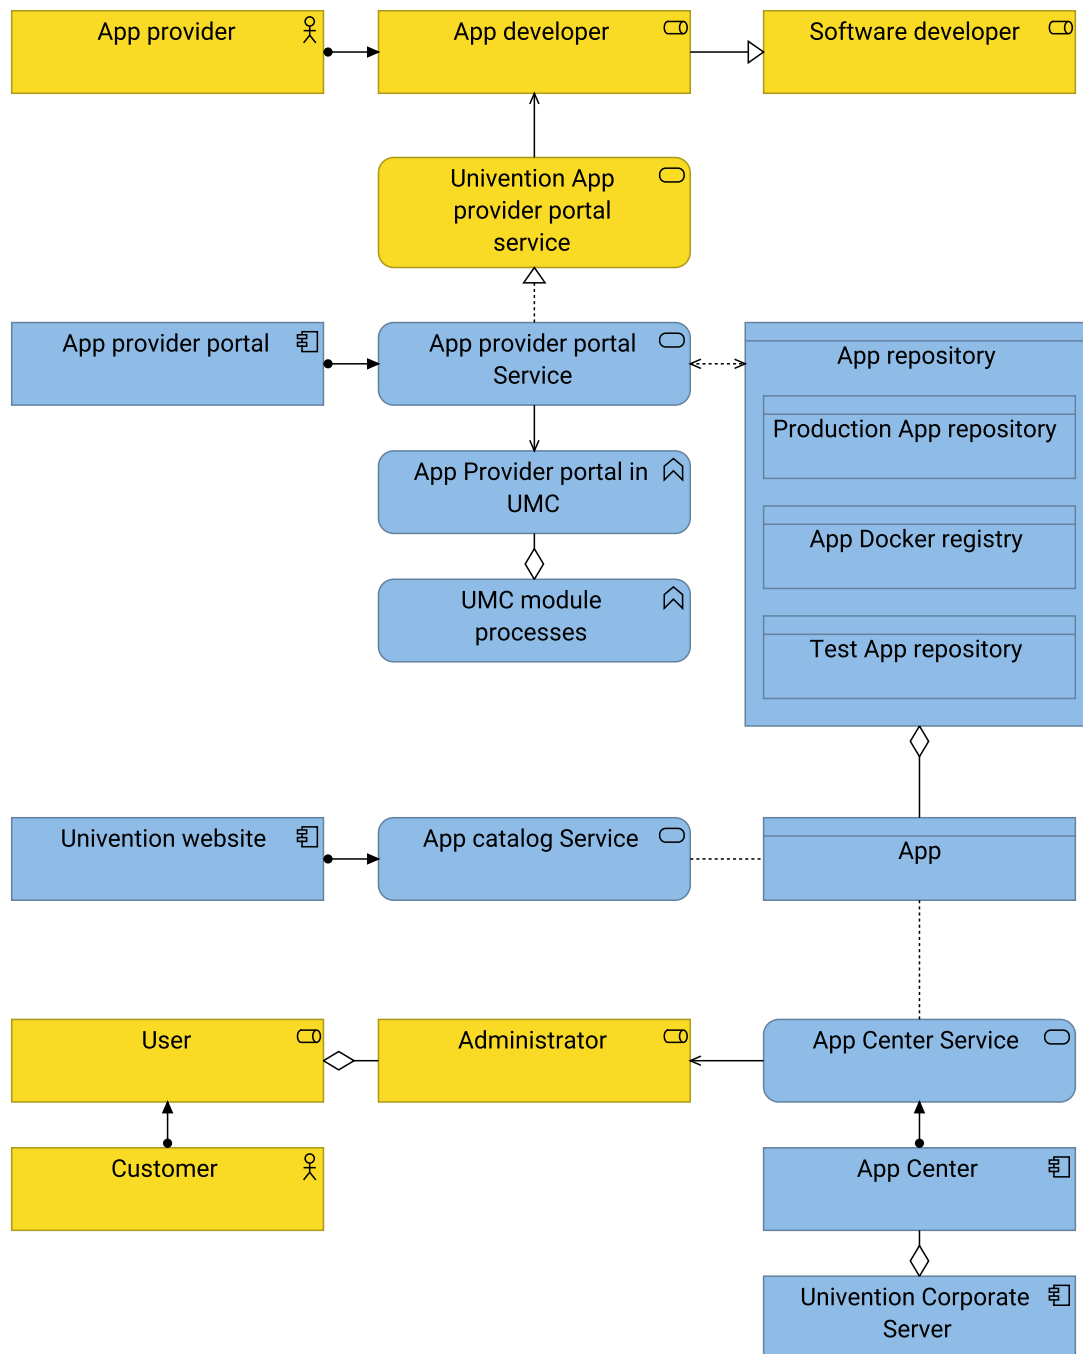 App provider
App developer
Software developer
Univention App
provider portal
service
App provider portal
App provider portal
Service
App repository
Production App repository
App Provider portal in
UMC
App Docker registry
UMC module
processes
Test App repository
Univention website
App catalog Service
App
User
Administrator
App Center Service
Customer
App Center
Univention Corporate
Server